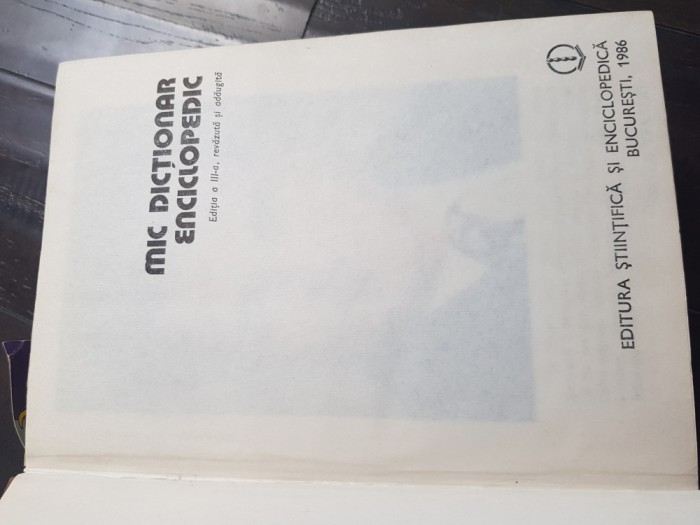 MIC DICȚIONAR
ENCICLOPEDIC
Ediția a III-a, revăzută și adăugită
EDITURA ȘTIINȚIFICĂ ȘI ENCICLOPEDICĂ
BUCUREȘTI, 1986